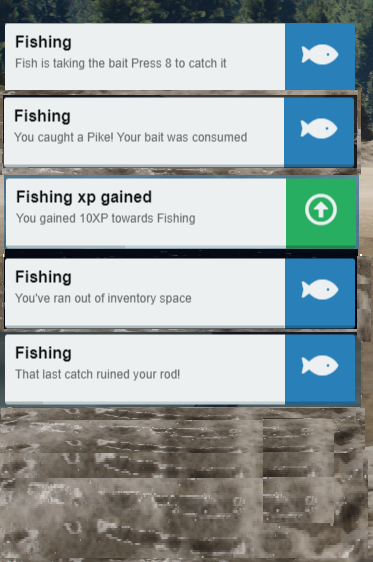 Fishing
Fish is taking the bait Press 8 to catch it
Fishing
You caught a Pike! Your bait was consumed
Fishing xp gained
You gained 10XP towards Fishing
Fishing
You've ran out of inventory space
Fishing
That last catch ruined your rod!